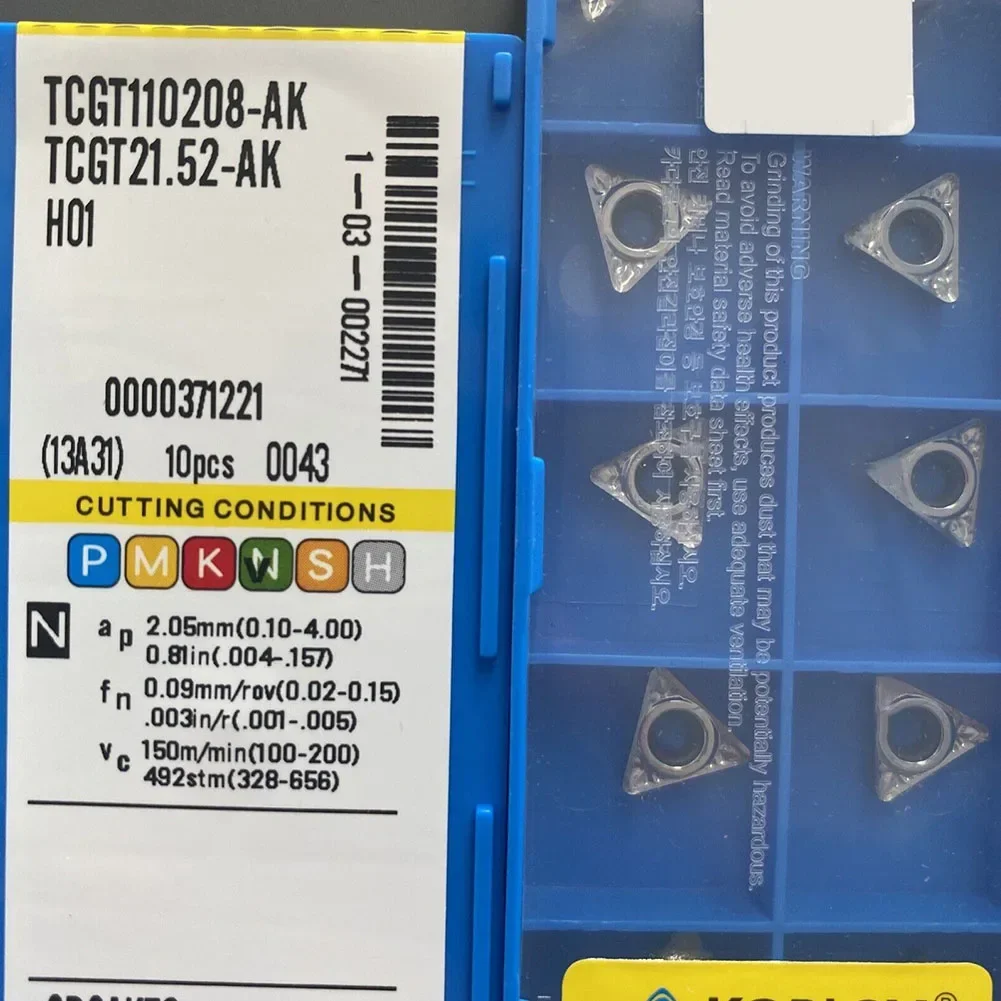 TCGT110208-AK
TCGT21.52-AK
H01
1-03-002271
0000371221
(13A31) 10pcs 0043
CUTTING CONDITIONS
P M K N S H
N
ap 2.05mm(0.10-4.00)
0.81in(.004-.157)
fn 0.09mm/rov(0.02-0.15)
.003in/r(.001-.005)
vc 150m/min(100-200)
492stm(328-656)
WARNING
Grinding of this product produces dust that may be potentially hazardous.
To avoid adverse health effects, use adequate ventilation
Read material safety data sheet first.